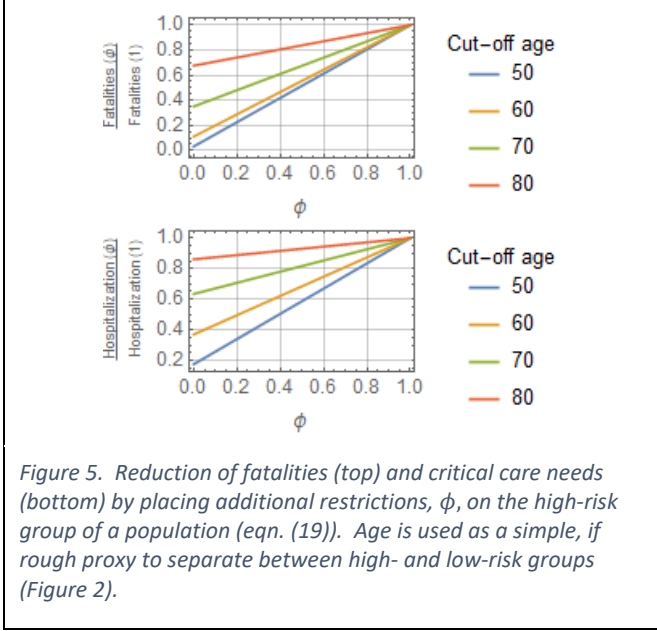 1.0
0.8
0.6
0.4
0.2
0.0
Fatalities (ϕ)
Fatalities (1)
0.0 0.2 0.4 0.6 0.8 1.0
ϕ
Cut-off age
50
60
70
80
1.0
0.8
0.6
0.4
0.2
Hospitalization (ϕ)
Hospitalization (1)
0.0 0.2 0.4 0.6 0.8 1.0
ϕ
Cut-off age
50
60
70
80
Figure 5. Reduction of fatalities (top) and critical care needs
(bottom) by placing additional restrictions, ϕ, on the high-risk
group of a population (eqn. (19)). Age is used as a simple, if
rough proxy to separate between high- and low-risk groups
(Figure 2).